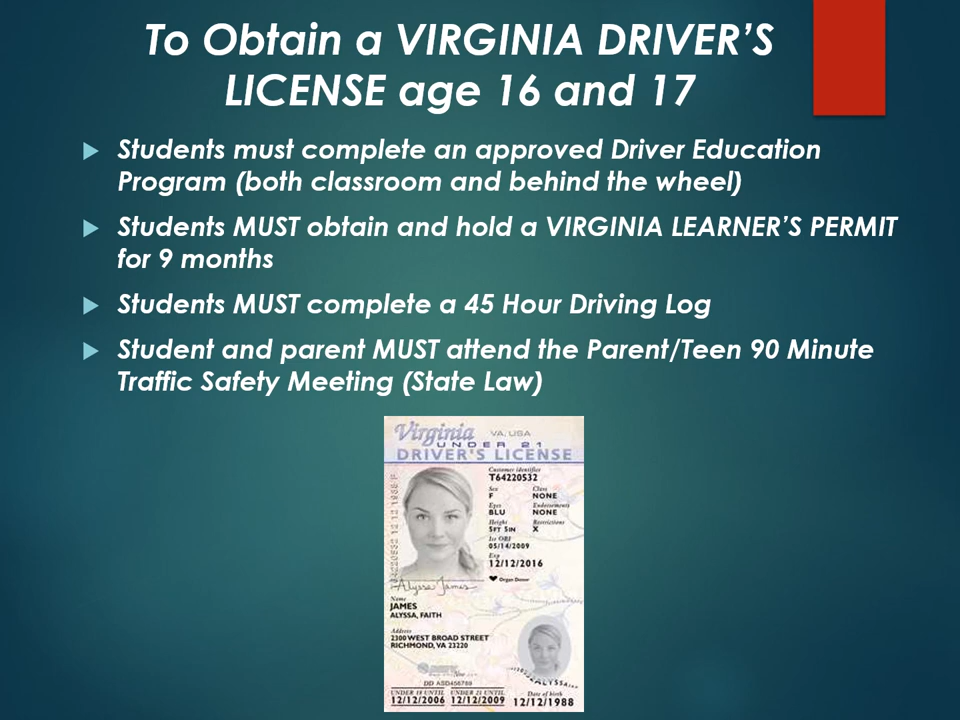 To Obtain a VIRGINIA DRIVER’S
LICENSE age 16 and 17
Students must complete an approved Driver Education
Program (both classroom and behind the wheel)
Students MUST obtain and hold a VIRGINIA LEARNER’S PERMIT
for 9 months
Students MUST complete a 45 Hour Driving Log
Student and parent MUST attend the Parent/Teen 90 Minute
Traffic Safety Meeting (State Law)
Virginia VA, USA
UNDER 21
DRIVER'S LICENSE
Customer Identifier
T64220532
Sex Class
F NONE
Eyes Endorsements
BLU NONE
Height Restrictions
5FT 5IN X
Iss
05/14/2009
Exp
12/12/2016
Organ Donor
Alyssa James
Name
JAMES
ALYSSA, FAITH
Address
2300 WEST BROAD STREET
RICHMOND, VA 23220
DD
UNDER 18 UNTIL UNDER 21 UNTIL Date of birth
12/12/2006 12/12/2009 12/12/1988